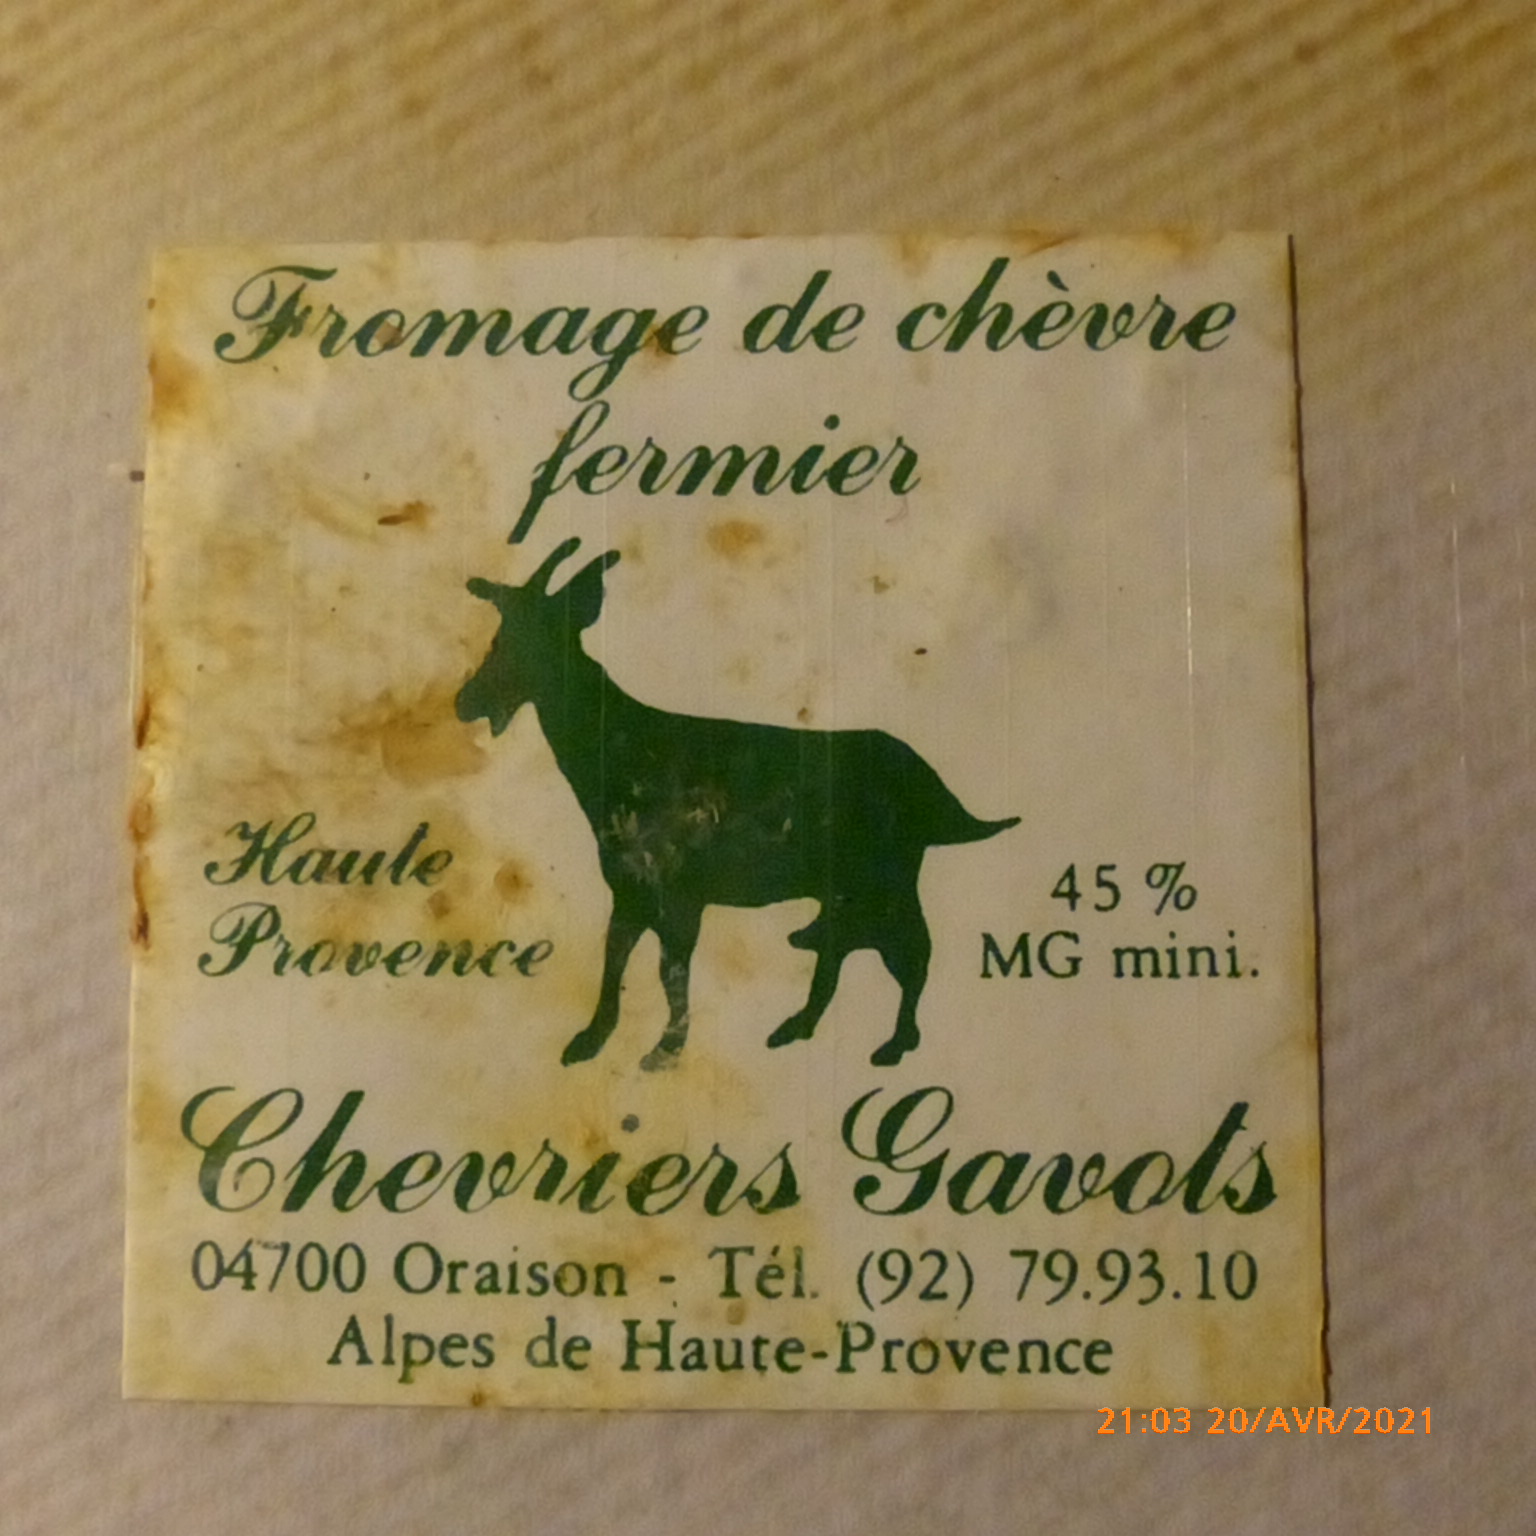 Fromage de chèvre
fermier
Haute
Provence
45 %
MG mini.
Chevriers Gavots
04700 Oraison - Tél. (92) 79.93.10
Alpes de Haute-Provence
21:03 20/AVR/2021